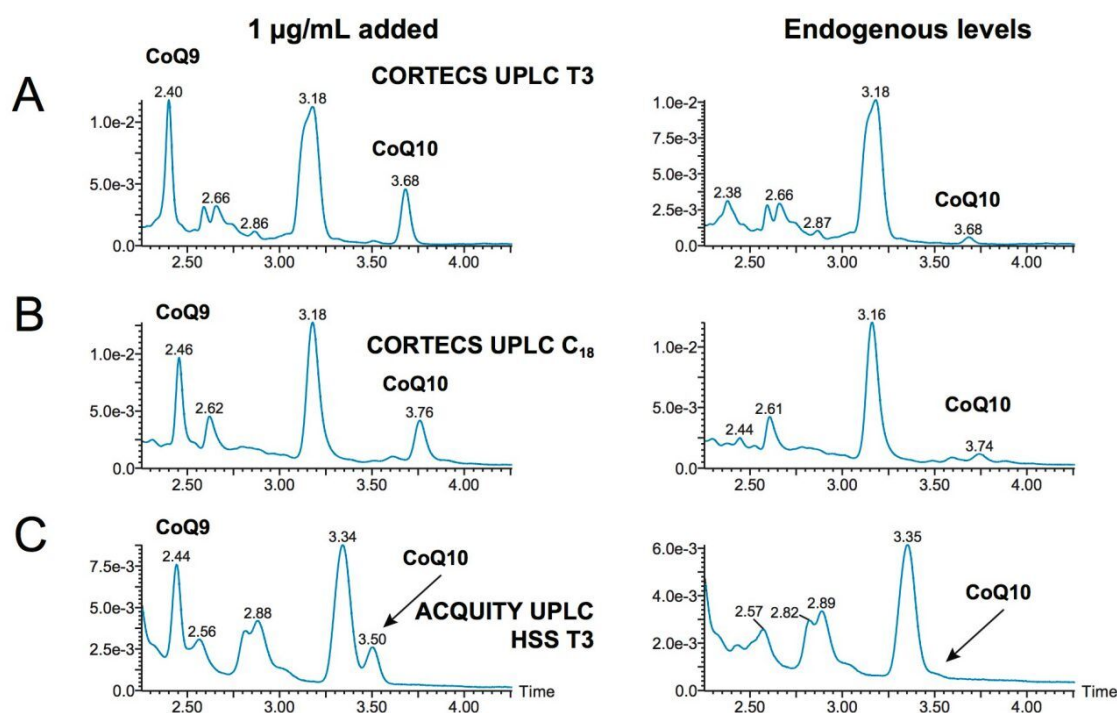 1 µg/mL added
Endogenous levels
A
CoQ9
CORTECS UPLC T3
2.40
3.18
1.0e-2
CoQ10
3.68
5.0e-3
2.66
2.86
0.0
2.50 3.00 3.50 4.00
3.18
1.0e-2
7.5e-3
5.0e-3
CoQ10
2.38
2.66
2.5e-3
2.87
3.68
0.0
2.50 3.00 3.50 4.00
B
CoQ9
3.18
CORTECS UPLC C18
2.46
1.0e-2
CoQ10
2.62
3.76
5.0e-3
0.0
2.50 3.00 3.50 4.00
3.16
1.0e-2
CoQ10
5.0e-3
2.44
2.61
3.74
0.0
2.50 3.00 3.50 4.00
C
CoQ9
3.34
CoQ10
7.5e-3
2.44
ACQUITY UPLC
HSS T3
5.0e-3
2.88
2.56
3.50
2.5e-3
0.0
Time
2.50 3.00 3.50 4.00
3.35
6.0e-3
CoQ10
4.0e-3
2.57
2.82
2.89
2.0e-3
0.0
Time
2.50 3.00 3.50 4.00